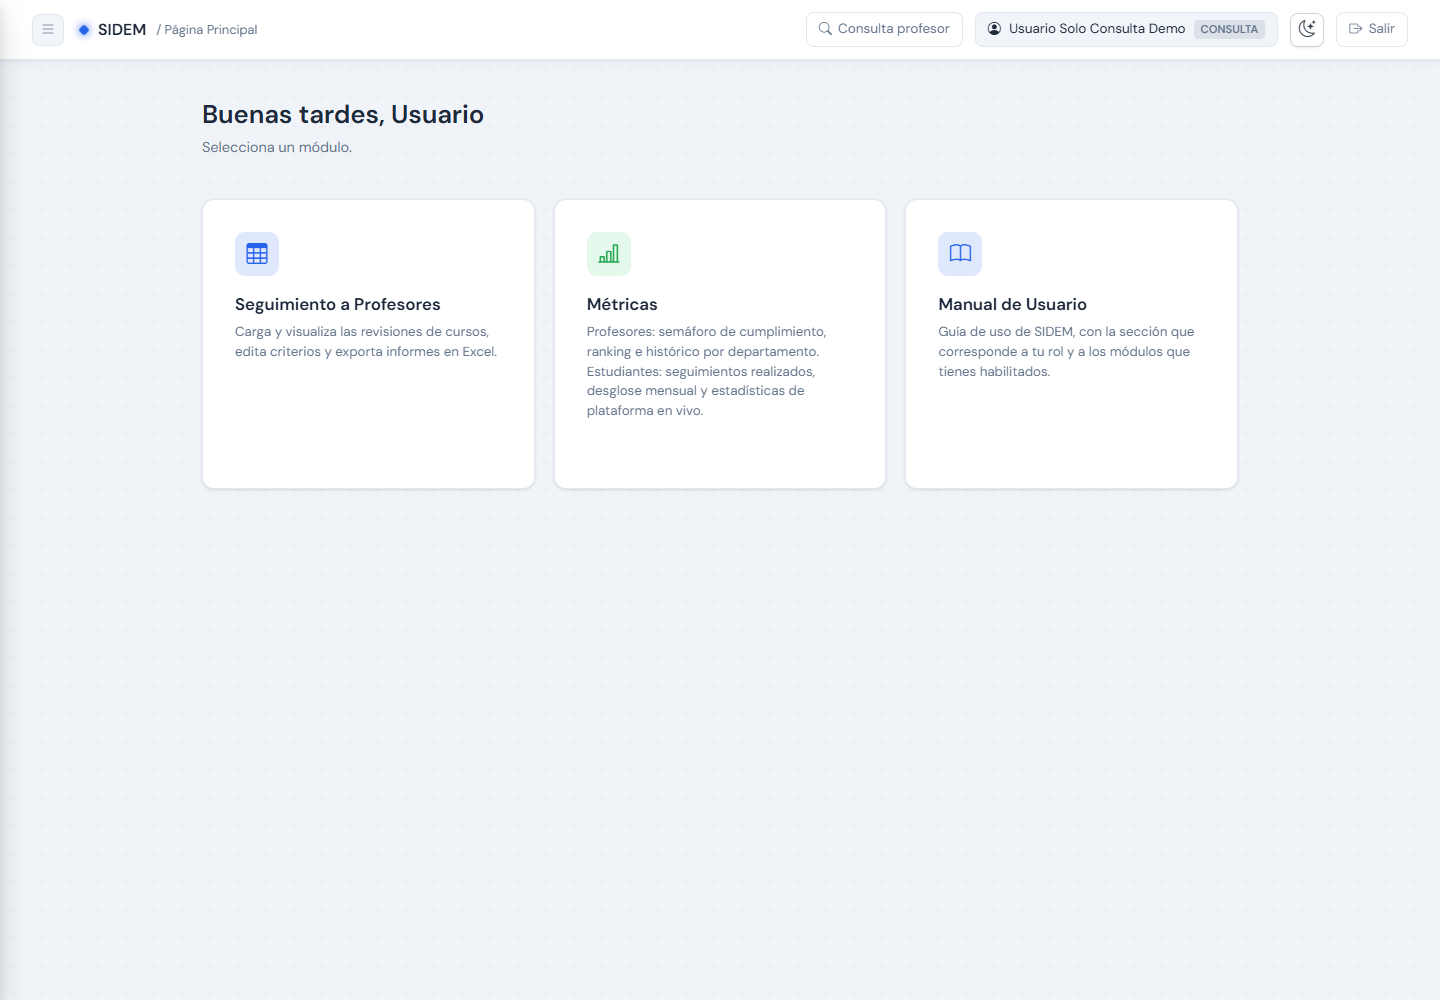 SIDEM / Página Principal
Consulta profesor
Usuario Solo Consulta Demo CONSULTA
Salir
Buenas tardes, Usuario
Selecciona un módulo.
Seguimiento a Profesores
Carga y visualiza las revisiones de cursos,
edita criterios y exporta informes en Excel.
Métricas
Profesores: semáforo de cumplimiento,
ranking e histórico por departamento.
Estudiantes: seguimientos realizados,
desglose mensual y estadísticas de
plataforma en vivo.
Manual de Usuario
Guía de uso de SIDEM, con la sección que
corresponde a tu rol y a los módulos que
tienes habilitados.